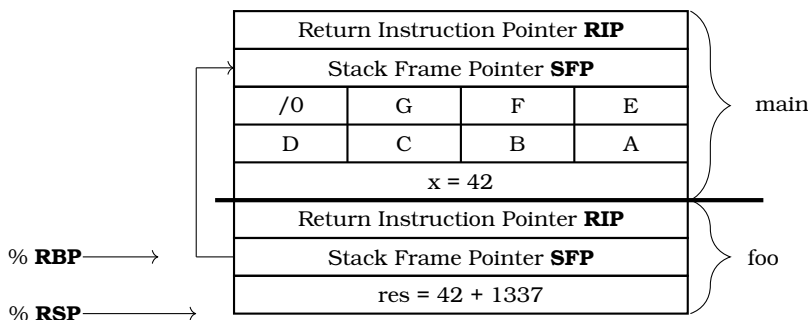 Return Instruction Pointer RIP
Stack Frame Pointer SFP
/0 G F E
D C B A
x = 42
main
Return Instruction Pointer RIP
Stack Frame Pointer SFP
res = 42 + 1337
foo
% RBP
% RSP